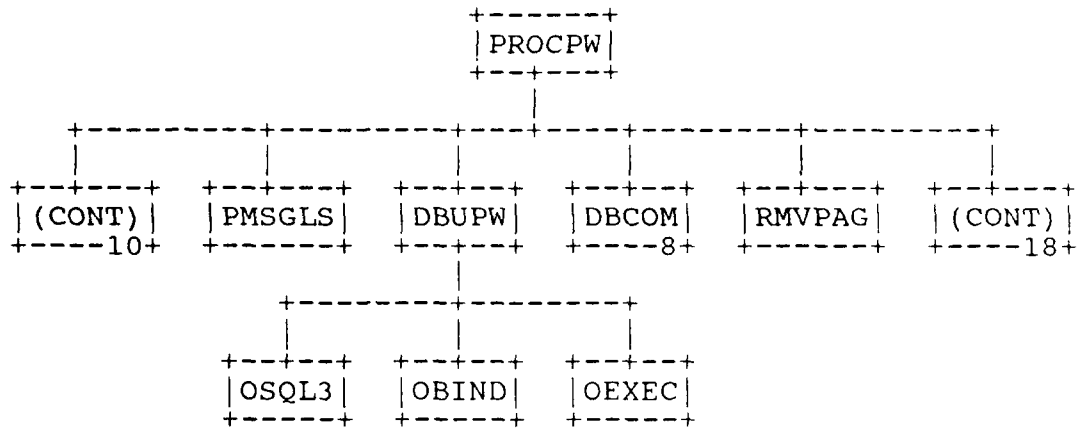 PROCPW
(CONT) PMSGLS DBUPW DBCOM RMVPAG (CONT)
10 8 18
OSQL3 OBIND OEXEC